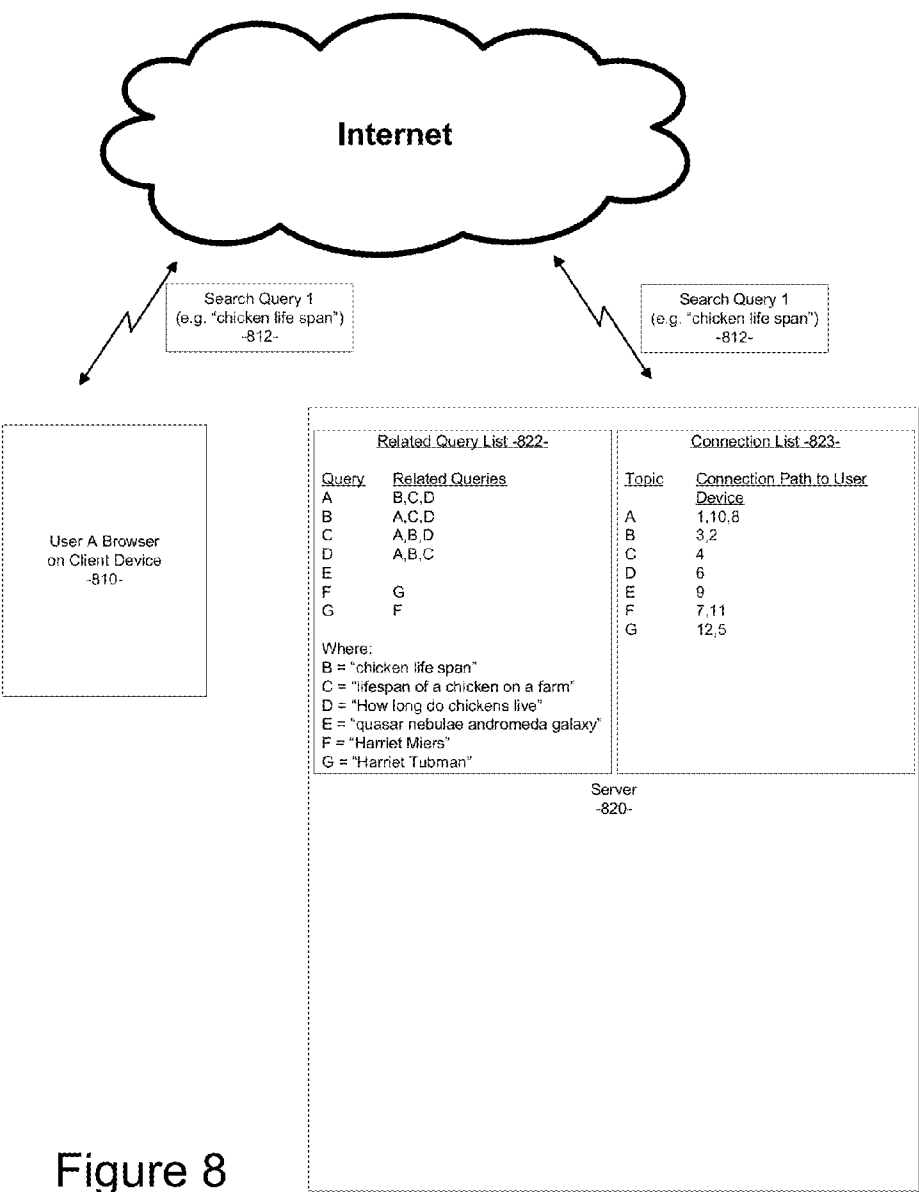 Internet
Search Query 1
(e.g. "chicken life span")
-812-
Search Query 1
(e.g. "chicken life span")
-812-
User A Browser
on Client Device
-810-
Related Query List -822-
Query Related Queries
A B,C,D
B A,C,D
C A,B,D
D A,B,C
E
F G
G F
Where:
B = "chicken life span"
C = "lifespan of a chicken on a farm"
D = "How long do chickens live"
E = "quasar nebulae andromeda galaxy"
F = "Harriet Miers"
G = "Harriet Tubman"
Connection List -823-
Topic Connection Path to User
Device
A 1,10,8
B 3,2
C 4
D 6
E 9
F 7,11
G 12,5
Server
-820-
Figure 8